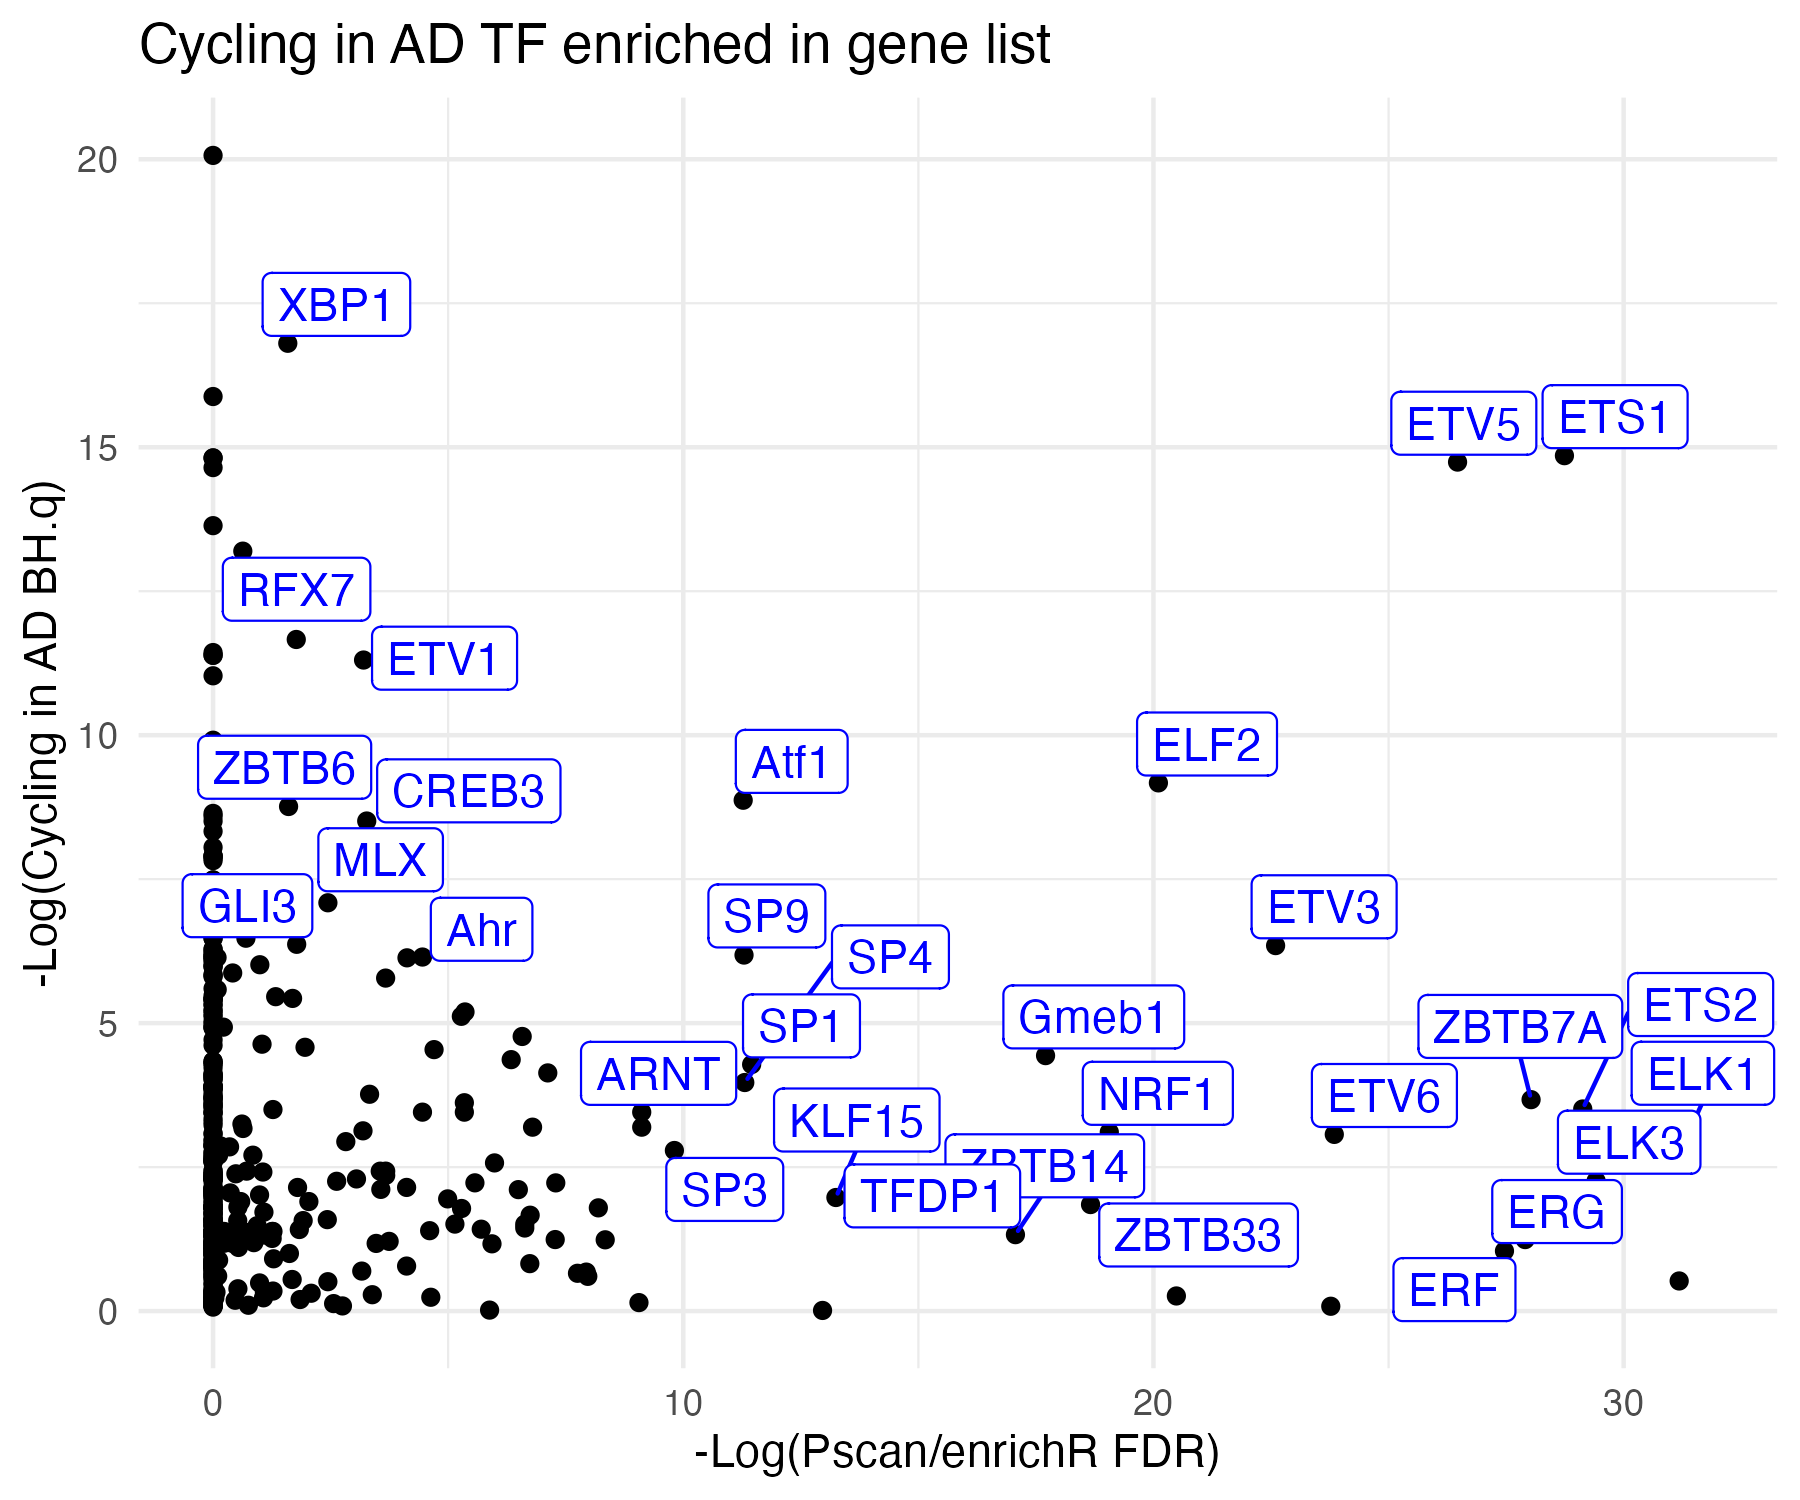 Cycling in AD TF enriched in gene list
-Log(Cycling in AD BH.q)
20
15
10
5
0
XBP1
ETV5
ETS1
RFX7
ETV1
ZBTB6
CREB3
Atf1
ELF2
MLX
GLI3
Ahr
SP9
SP4
ETV3
SP1
Gmeb1
ZBTB7A
ETS2
ARNT
NRF1
ETV6
ELK1
KLF15
ELK3
ZBTB14
SP3
TFDP1
ERG
ZBTB33
ERF
0
10
20
30
-Log(Pscan/enrichR FDR)